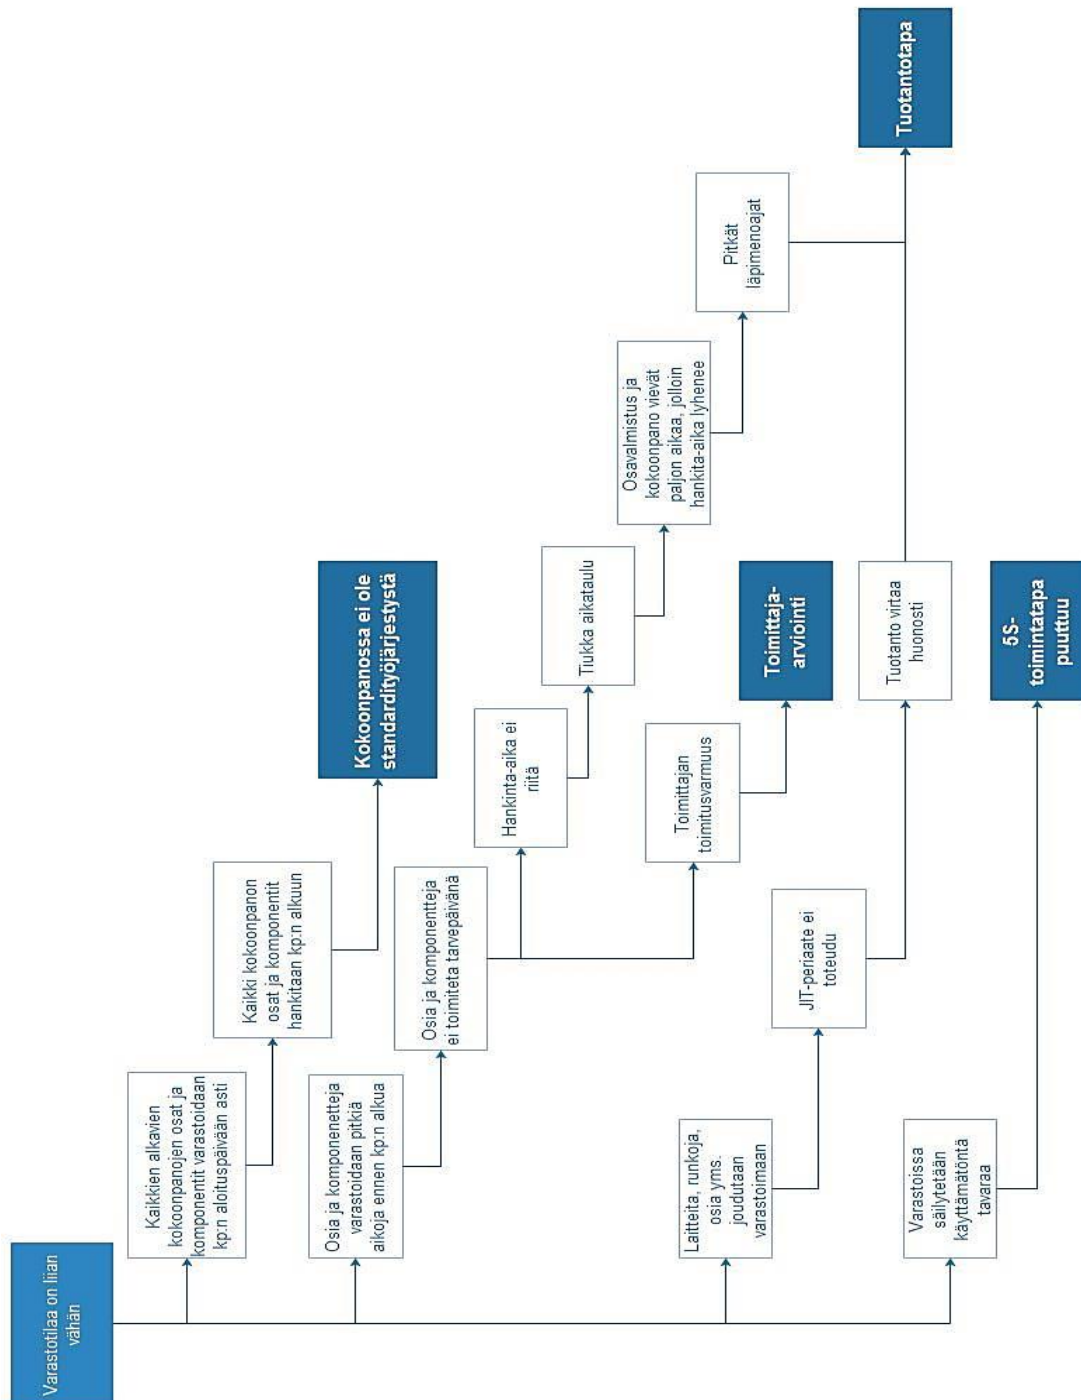 Varastotilaa on liian
vähän
Kaikkien alkavien
kokoonpanojen osat ja
komponentit varastoidaan
kp:n aloituspäivään asti
Kaikki kokoonpanon
osat ja komponentit
hankitaan kp:n alkuun
Kokoonpanossa ei ole
standardityöjärjestystä
Osia ja komponenetteja
varastoidaan pitkiä
aikoja ennen kp:n alkua
Osia ja komponentteja
ei toimiteta tarvepäivänä
Hankinta-aika ei
riitä
Tiukka aikataulu
Osavalmistus ja
kokoonpano vievät
paljon aikaa, jolloin
hankita-aika lyhenee
Pitkät
läpimenoajat
Tuotantotapa
Toimittajan
toimitusvarmuus
Toimittaja-
arviointi
Laitteita, runkoja,
osia yms.
joudutaan
varastoimaan
JIT-periaate ei
toteudu
Tuotanto virtaa
huonosti
Varastoissa
säilytetään
käyttämätöntä
tavaraa
5S-
toimintatapa
puuttuu